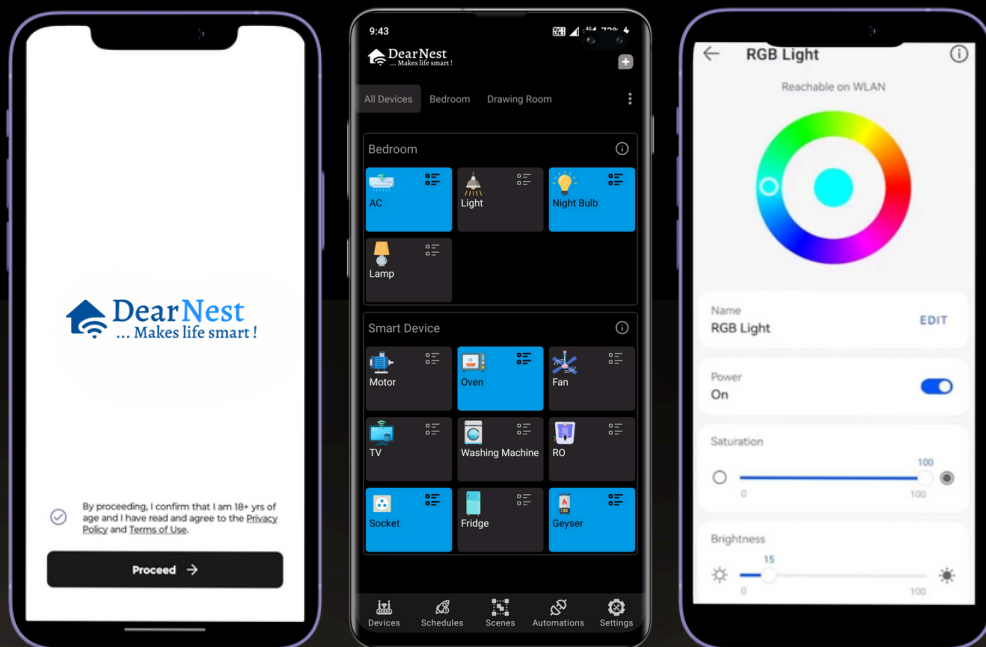 DearNest
... Makes life smart !
By proceeding, I confirm that I am 18+ yrs of
age and I have read and agree to the Privacy
Policy and Terms of Use.
Proceed →
9:43
DearNest
... Makes life smart !
All Devices
Bedroom
Drawing Room
Bedroom
AC
Light
Night Bulb
Lamp
Smart Device
Motor
Oven
Fan
TV
Washing Machine
RO
Socket
Fridge
Geyser
Devices
Schedules
Scenes
Automations
Settings
RGB Light
Reachable on WLAN
Name
RGB Light
EDIT
Power
On
Saturation
100
0
100
Brightness
15
0
100